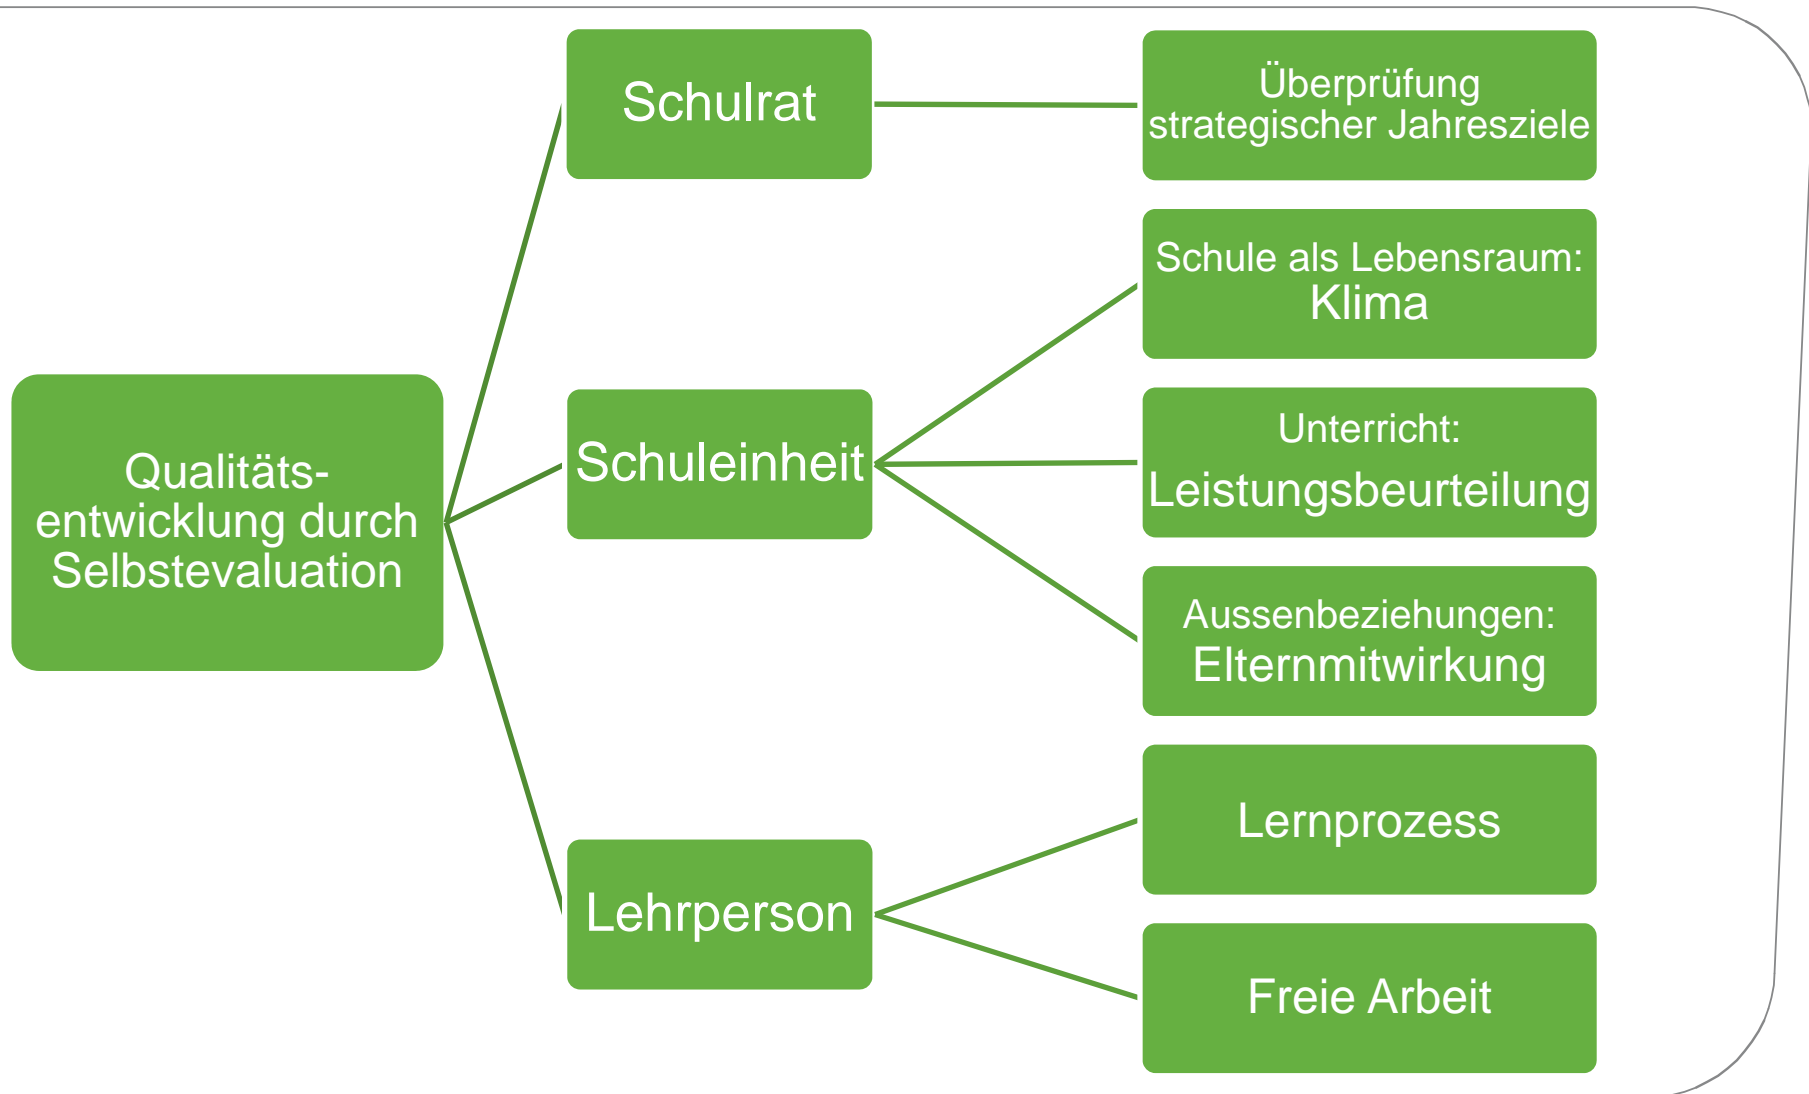 Qualitäts-
entwicklung durch
Selbstevaluation
Schulrat
Überprüfung
strategischer Jahresziele
Schuleinheit
Schule als Lebensraum:
Klima
Unterricht:
Leistungsbeurteilung
Aussenbeziehungen:
Elternmitwirkung
Lehrperson
Lernprozess
Freie Arbeit